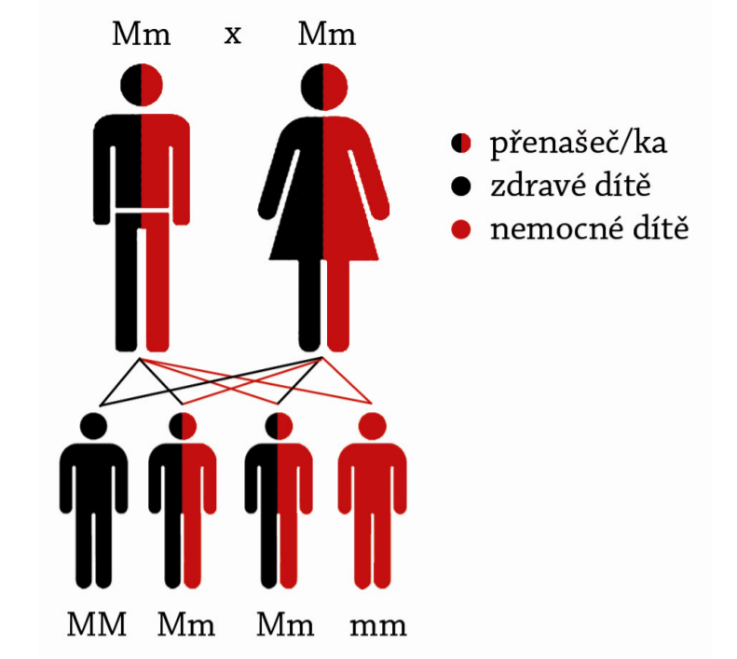 Mm x Mm
přenašeč/ka
zdravé dítě
nemocné dítě
MM Mm Mm mm